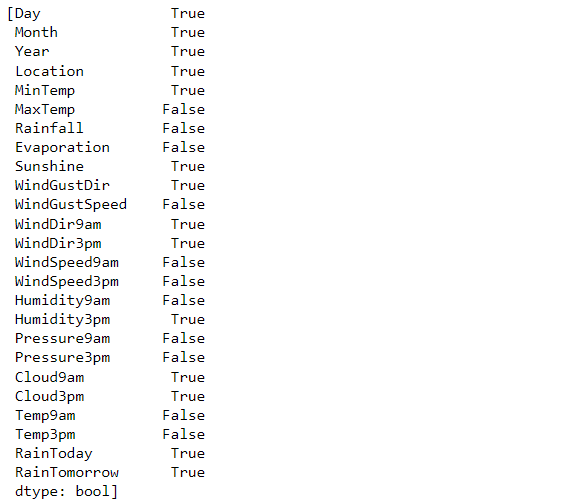 [Day True
Month True
Year True
Location True
MinTemp True
MaxTemp False
Rainfall False
Evaporation False
Sunshine True
WindGustDir True
WindGustSpeed False
WindDir9am True
WindDir3pm True
WindSpeed9am False
WindSpeed3pm False
Humidity9am False
Humidity3pm True
Pressure9am False
Pressure3pm False
Cloud9am True
Cloud3pm True
Temp9am False
Temp3pm False
RainToday True
RainTomorrow True
dtype: bool]